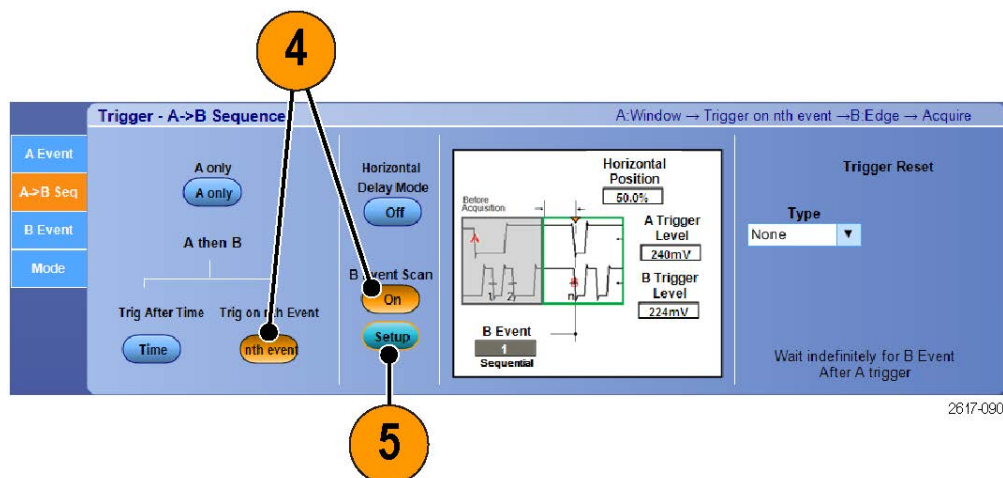 4
Trigger - A->B Sequence
A:Window → Trigger on nth event →B:Edge → Acquire
A Event
A->B Seq
B Event
Mode
A only
A only
A then B
Trig After Time
Trig on nth Event
Time
nth event
Horizontal
Delay Mode
Off
B Event Scan
On
Setup
Horizontal
Position
50.0%
Before
Acquisition
A
A Trigger
Level
240mV
B Trigger
Level
224mV
1
2
n
B Event
1
Sequential
Trigger Reset
Type
None
Wait indefinitely for B Event
After A trigger
2617-090
5